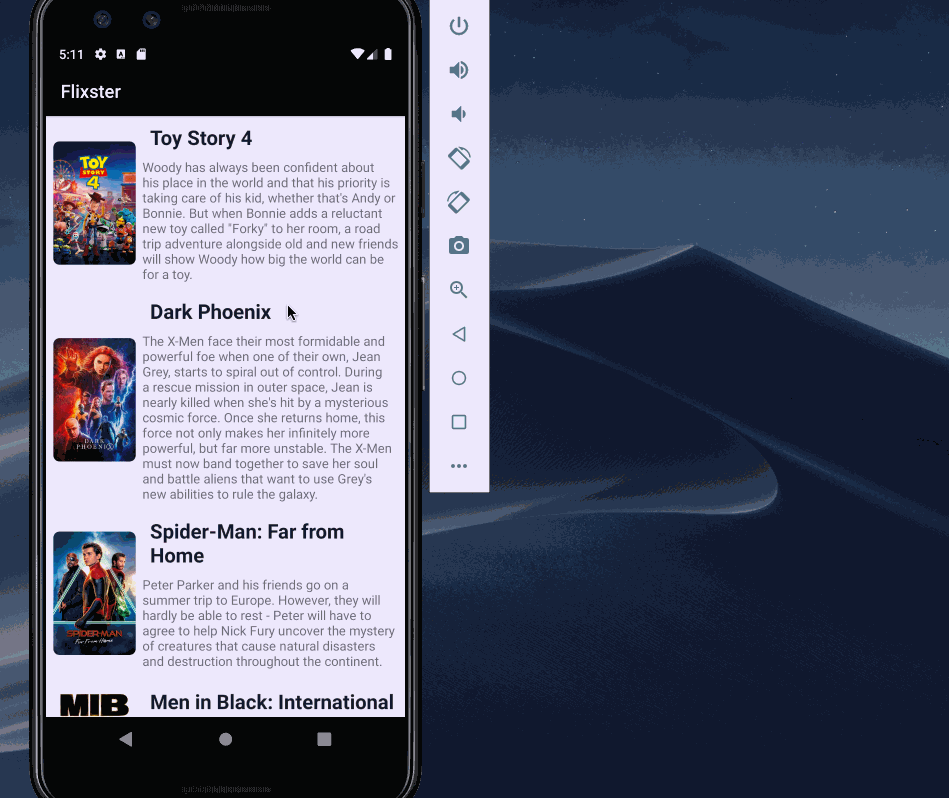 5:11
Flixster
Toy Story 4
TOY
STORY
4
Woody has always been confident about
his place in the world and that his priority is
taking care of his kid, whether that's Andy or
Bonnie. But when Bonnie adds a reluctant
new toy called "Forky" to her room, a road
trip adventure alongside old and new friends
will show Woody how big the world can be
for a toy.
Dark Phoenix
DARK
PHOENIX
The X-Men face their most formidable and
powerful foe when one of their own, Jean
Grey, starts to spiral out of control. During
a rescue mission in outer space, Jean is
nearly killed when she's hit by a mysterious
cosmic force. Once she returns home, this
force not only makes her infinitely more
powerful, but far more unstable. The X-Men
must now band together to save her soul
and battle aliens that want to use Grey's
new abilities to rule the galaxy.
Spider-Man: Far from
Home
SPIDER-MAN
Far From Home
Peter Parker and his friends go on a
summer trip to Europe. However, they will
hardly be able to rest - Peter will have to
agree to help Nick Fury uncover the mystery
of creatures that cause natural disasters
and destruction throughout the continent.
MIB
Men in Black: International